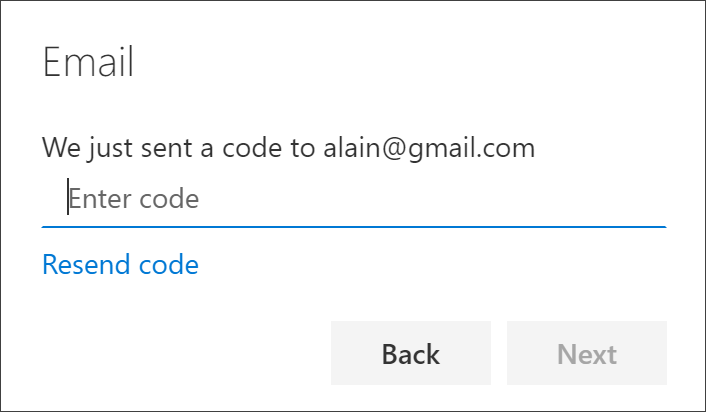 Email
We just sent a code to alain@gmail.com
Enter code
Resend code
Back Next